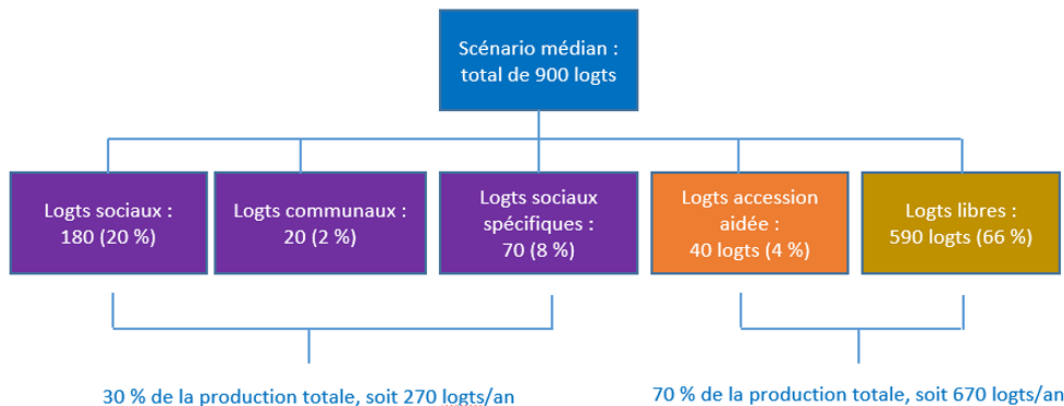 Scénario médian :
total de 900 logts
Logts sociaux :
180 (20 %)
Logts communaux :
20 (2 %)
Logts sociaux
spécifiques :
70 (8 %)
Logts accession
aidée :
40 logts (4 %)
Logts libres :
590 logts (66 %)
30 % de la production totale, soit 270 logts/an
70 % de la production totale, soit 670 logts/an